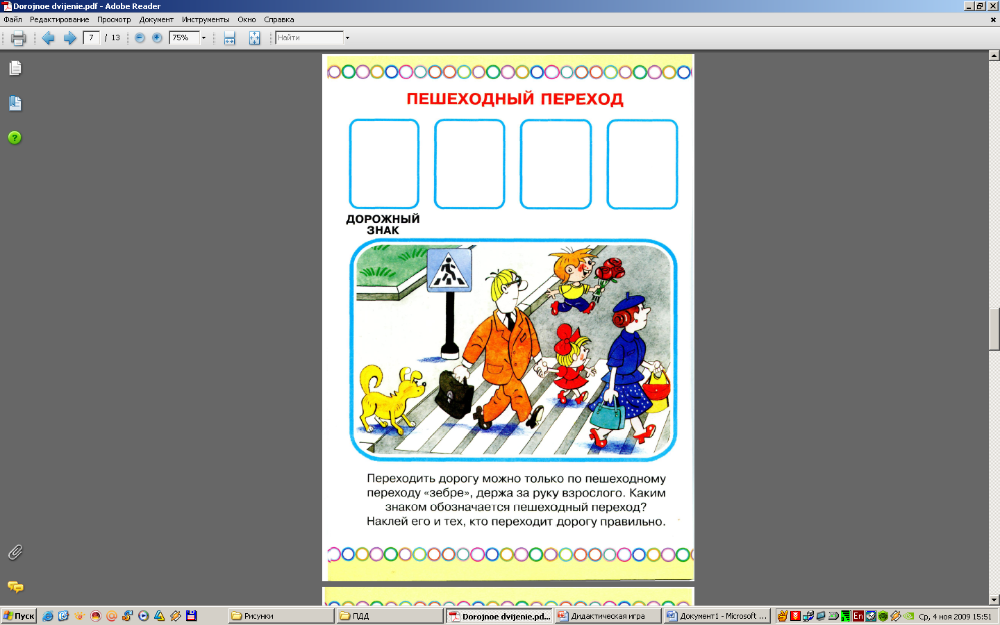 Dorojnoe dvijenie.pdf - Adobe Reader
Файл Редактирование Просмотр Документ Инструменты Окно Справка
7 / 13 75% Найти
ПЕШЕХОДНЫЙ ПЕРЕХОД
ДОРОЖНЫЙ
ЗНАК
Переходить дорогу можно только по пешеходному
переходу «зебре», держа за руку взрослого. Каким
знаком обозначается пешеходный переход?
Наклей его и тех, кто переходит дорогу правильно.
Пуск Рисунки ПДД Dorojnoe dvijenie.pd... Дидактическая игра Документ1 - Microsoft ... En Ср, 4 ноя 2009 15:51